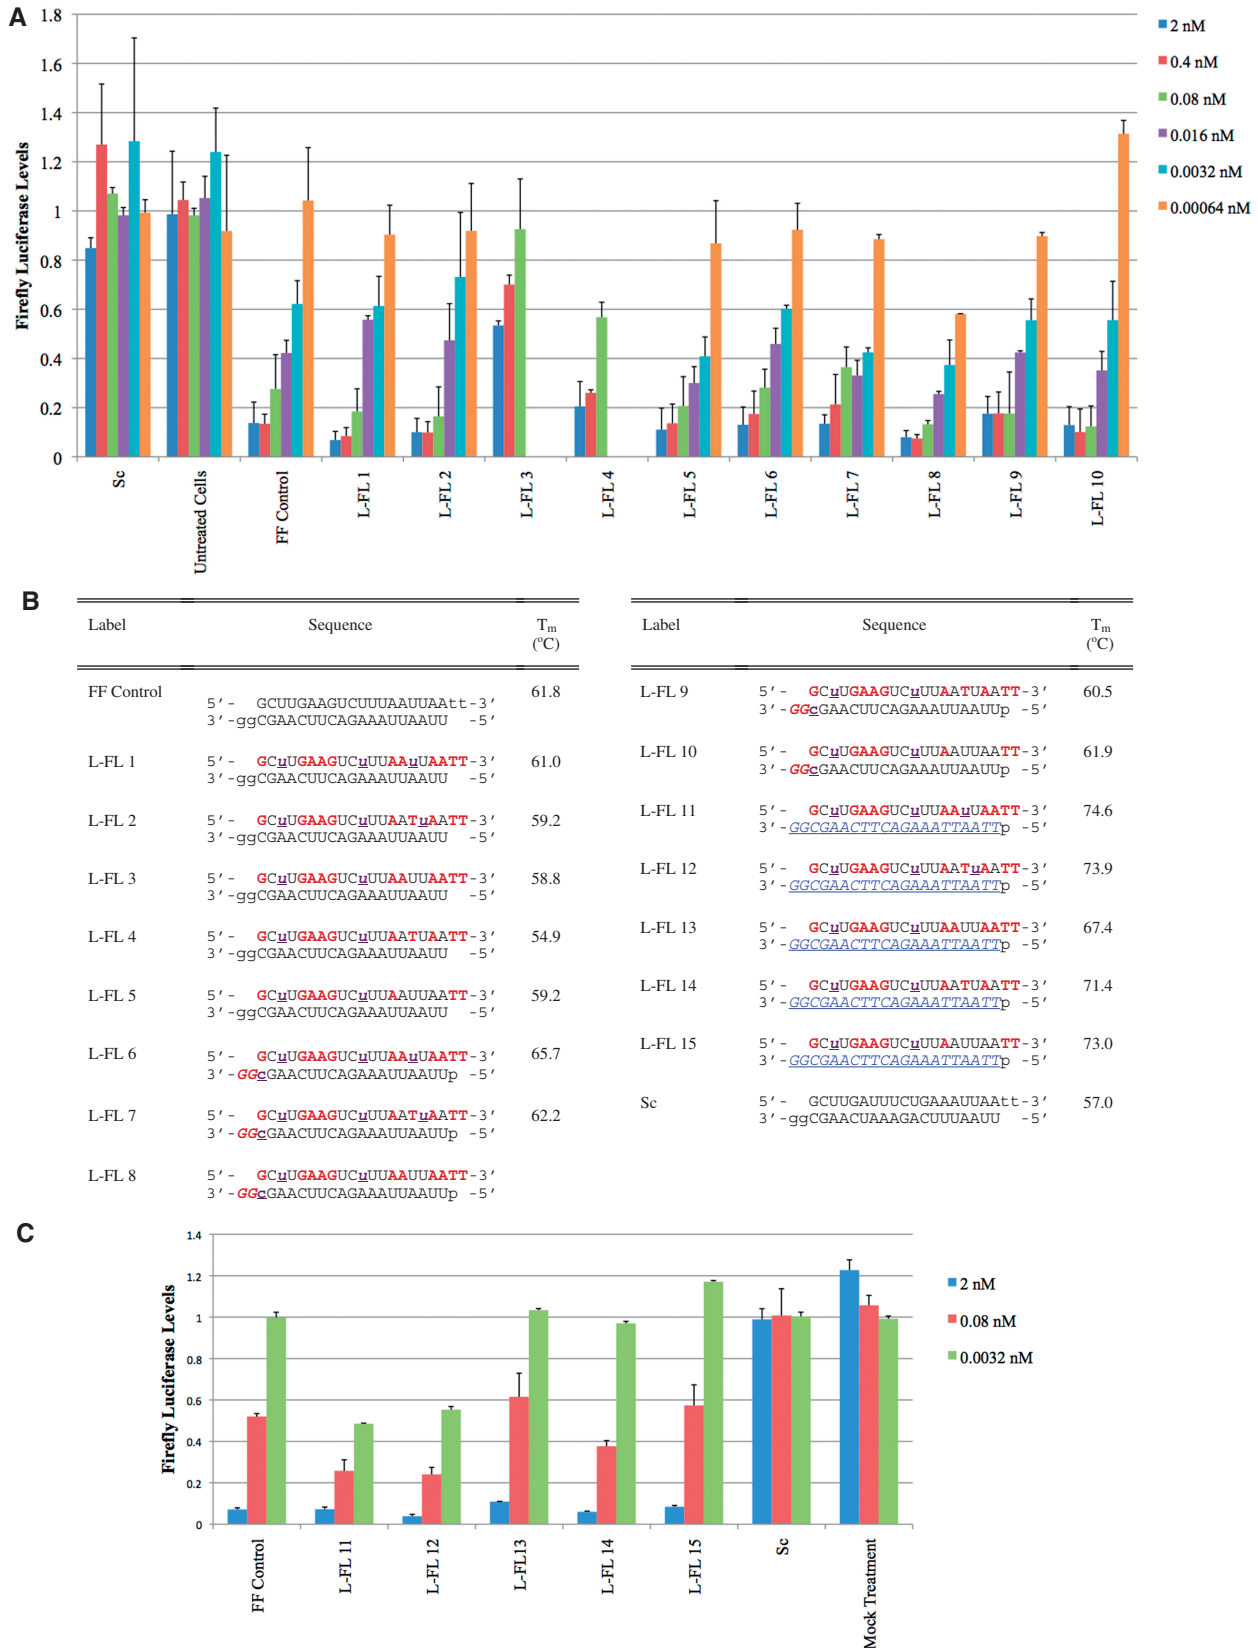 A
1.8
1.6
1.4
1.2
1
0.8
0.6
0.4
0.2
0
Firefly Luciferase Levels
Sc
Untreated Cells
FF Control
L-FL 1
L-FL 2
L-FL 3
L-FL 4
L-FL 5
L-FL 6
L-FL 7
L-FL 8
L-FL 9
L-FL 10
2 nM
0.4 nM
0.08 nM
0.016 nM
0.0032 nM
0.00064 nM
B
Label Sequence Tm (°C)
FF Control 5′- GCUUGAAGUCUUUAAUUAAtt-3′ 61.8
3′-ggCGAACUUCAGAAAUUAAUU -5′
L-FL 1 5′- GCuUGAAGUCuUUAAuUAATT-3′ 61.0
3′-ggCGAACUUCAGAAAUUAAUU -5′
L-FL 2 5′- GCuUGAAGUCuUUAATuAATT-3′ 59.2
3′-ggCGAACUUCAGAAAUUAAUU -5′
L-FL 3 5′- GCuUGAAGUCuUUAAUUAATT-3′ 58.8
3′-ggCGAACUUCAGAAAUUAAUU -5′
L-FL 4 5′- GCuUGAAGUCuUUAATUAATT-3′ 54.9
3′-ggCGAACUUCAGAAAUUAAUU -5′
L-FL 5 5′- GCuUGAAGUCuUUAAUUAATT-3′ 59.2
3′-ggCGAACUUCAGAAAUUAAUU -5′
L-FL 6 5′- GCuUGAAGUCuUUAAuUAATT-3′ 65.7
3′-GGcGAACUUCAGAAAUUAAUUp -5′
L-FL 7 5′- GCuUGAAGUCuUUAATuAATT-3′ 62.2
3′-GGcGAACUUCAGAAAUUAAUUp -5′
L-FL 8 5′- GCuUGAAGUCuUUAAUUAATT-3′
3′-GGcGAACUUCAGAAAUUAAUUp -5′
Label Sequence Tm (°C)
L-FL 9 5′- GCuUGAAGUCuUUAATUAATT-3′ 60.5
3′-GGcGAACUUCAGAAAUUAAUUp -5′
L-FL 10 5′- GCuUGAAGUCuUUAAUUAATT-3′ 61.9
3′-GGcGAACUUCAGAAAUUAAUUp -5′
L-FL 11 5′- GCuUGAAGUCuUUAAuUAATT-3′ 74.6
3′-GGCGAACTTCAGAAATTAATTp -5′
L-FL 12 5′- GCuUGAAGUCuUUAATuAATT-3′ 73.9
3′-GGCGAACTTCAGAAATTAATTp -5′
L-FL 13 5′- GCuUGAAGUCuUUAAUUAATT-3′ 67.4
3′-GGCGAACTTCAGAAATTAATTp -5′
L-FL 14 5′- GCuUGAAGUCuUUAATUAATT-3′ 71.4
3′-GGCGAACTTCAGAAATTAATTp -5′
L-FL 15 5′- GCuUGAAGUCuUUAAUUAATT-3′ 73.0
3′-GGCGAACTTCAGAAATTAATTp -5′
Sc 5′- GCUUGAUUUCUGAAAUUAAtt-3′ 57.0
3′-ggCGAACUAAAGACUUUAAUU -5′
C
1.4
1.2
1
0.8
0.6
0.4
0.2
0
Firefly Luciferase Levels
FF Control
L-FL 11
L-FL 12
L-FL13
L-FL 14
L-FL 15
Sc
Mock Treatment
2 nM
0.08 nM
0.0032 nM